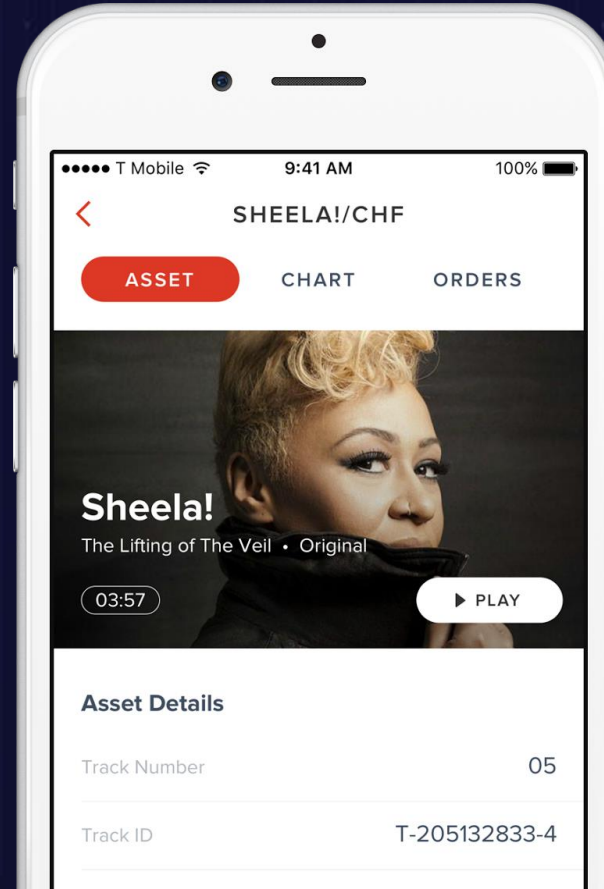 T Mobile 9:41 AM 100%
SHEELA!/CHF
ASSET CHART ORDERS
Sheela!
The Lifting of The Veil • Original
03:57 PLAY
Asset Details
Track Number 05
Track ID T-205132833-4